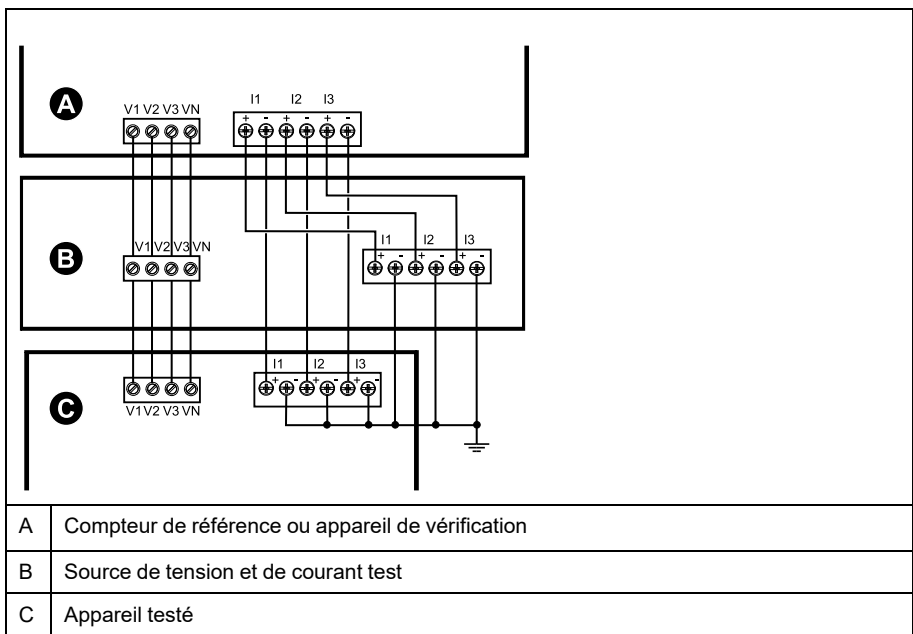 A
V1 V2 V3 VN
I1 I2 I3
+ - + - + -
B
V1 V2 V3 VN
I1 I2 I3
+ - + - + -
C
I1 I2 I3
+ - + - + -
V1 V2 V3 VN
A Compteur de référence ou appareil de vérification
B Source de tension et de courant test
C Appareil testé